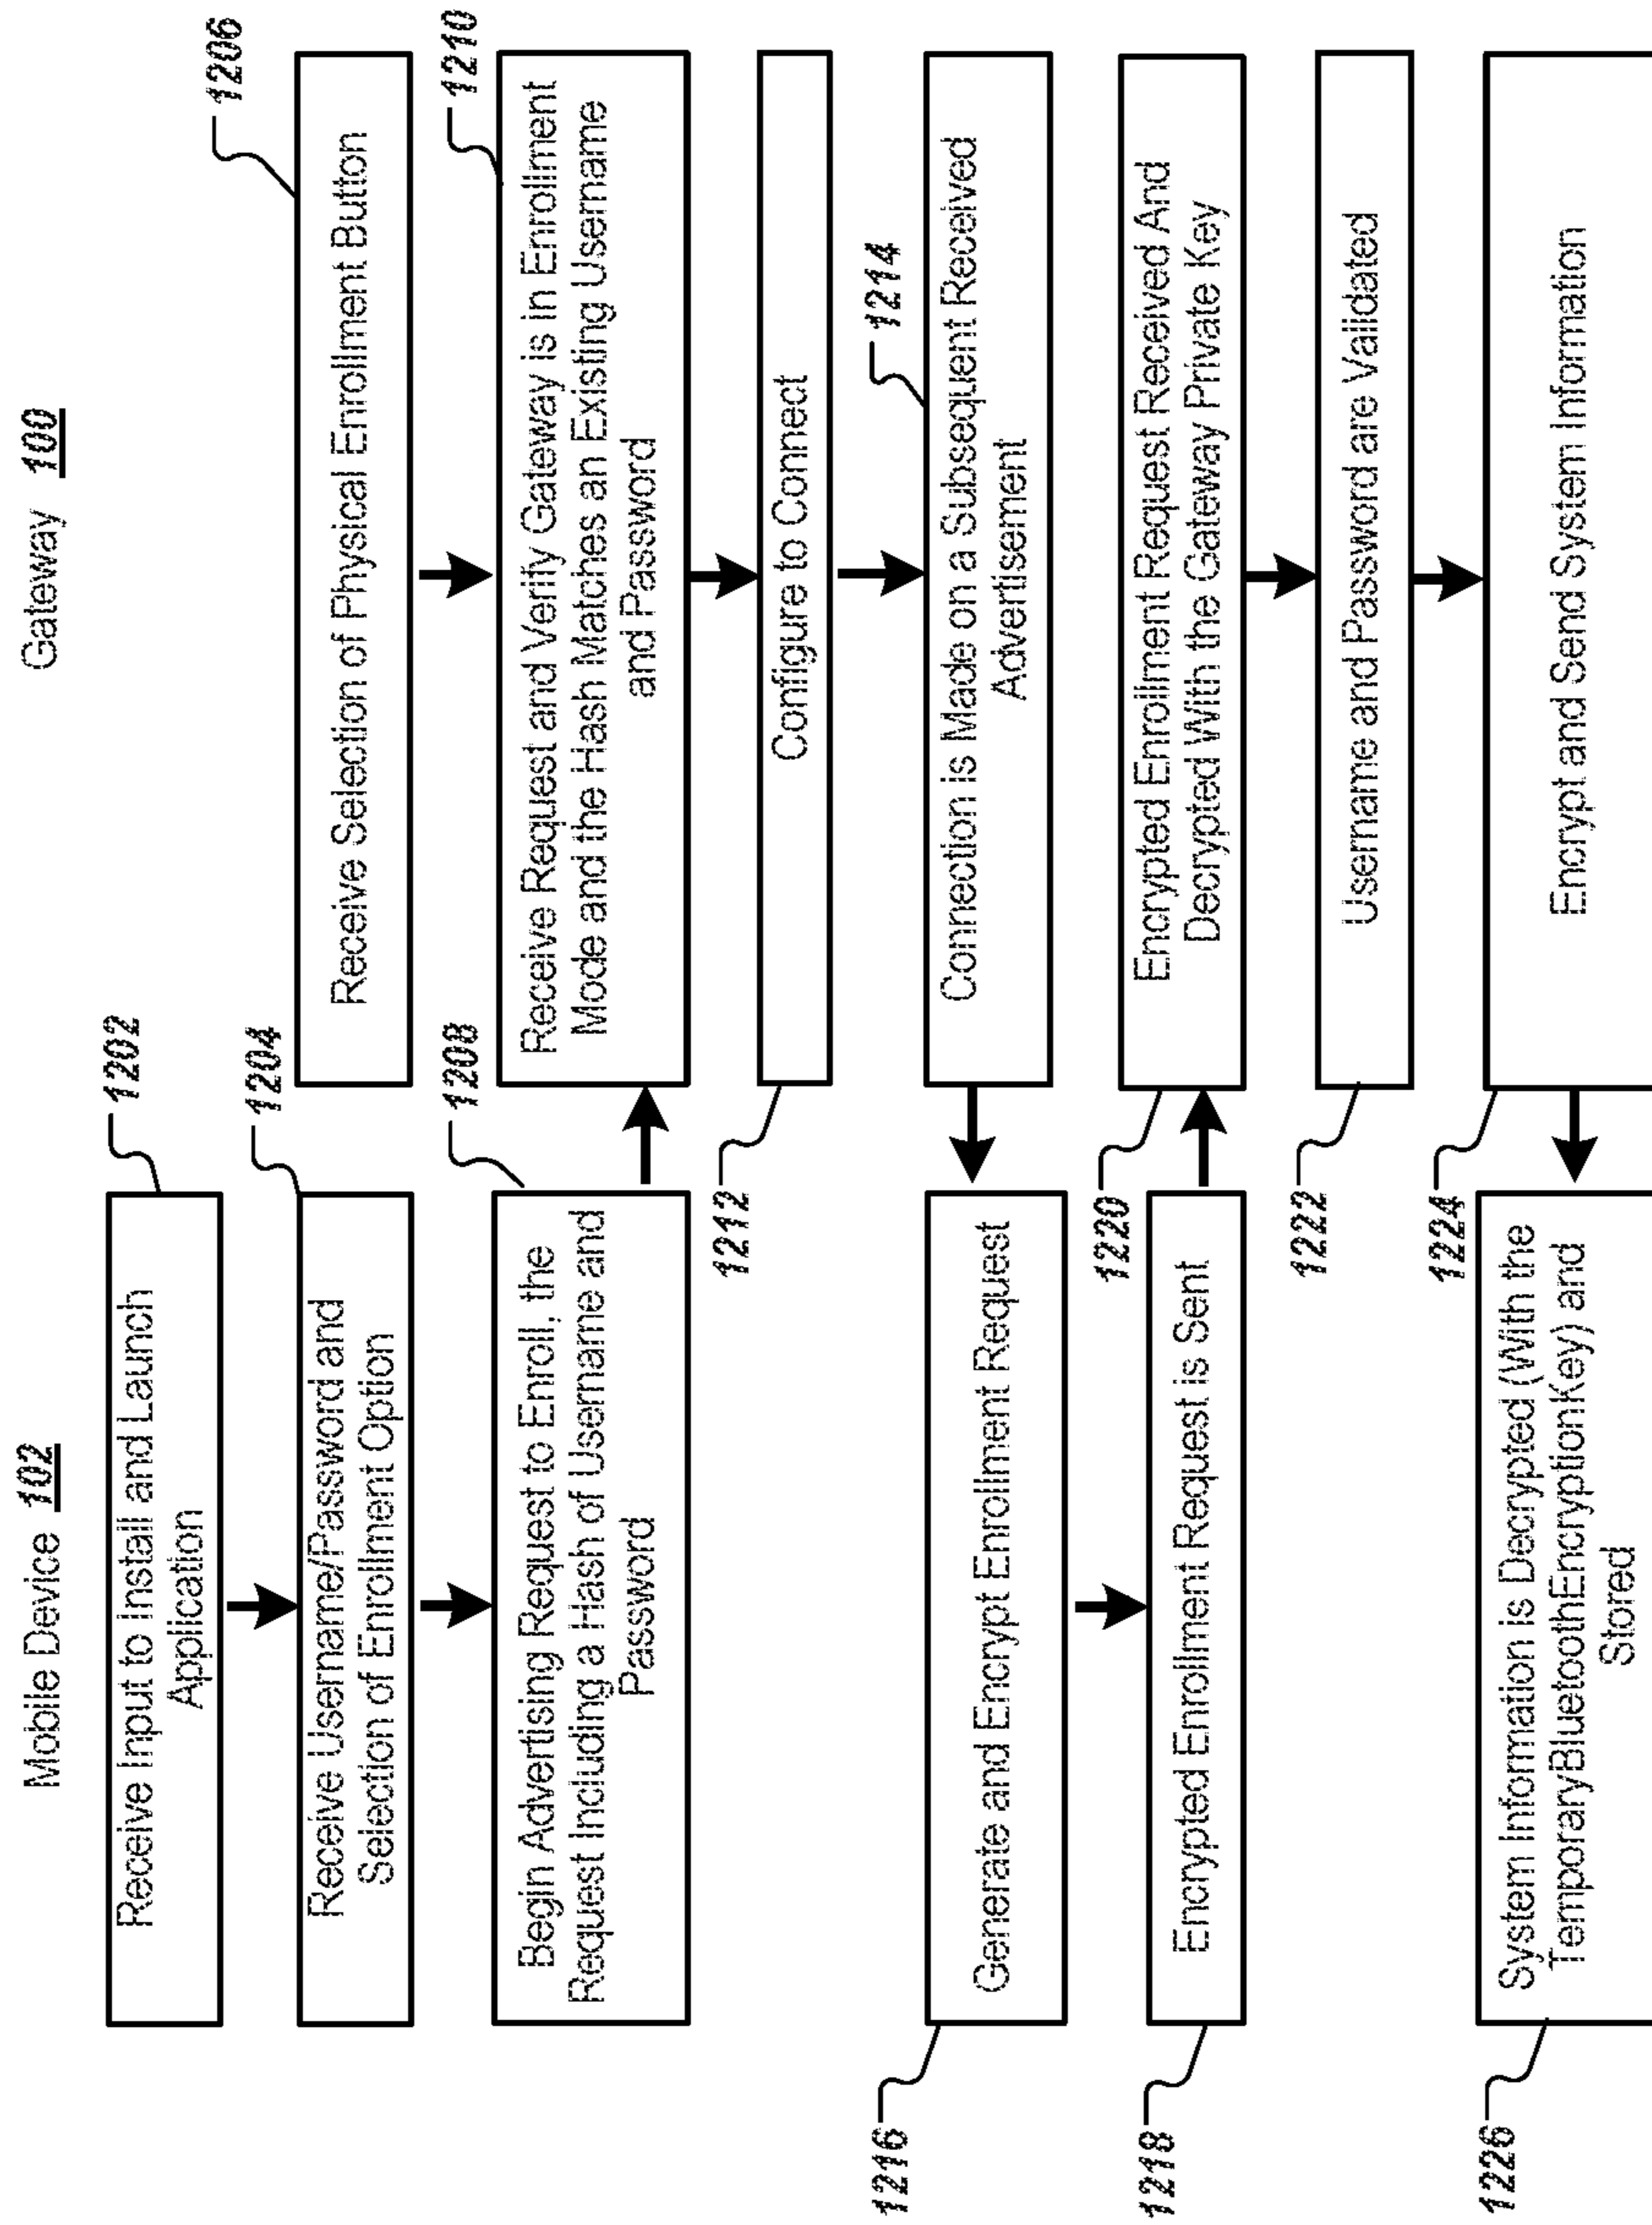 Mobile Device 102
Gateway 100
1202
Receive Input to Install and Launch
Application
1204
Receive Username/Password and
Selection of Enrollment Option
1206
Receive Selection of Physical Enrollment Button
1208
Begin Advertising Request to Enroll, the
Request Including a Hash of Username and
Password
1210
Receive Request and Verify Gateway is in Enrollment
Mode and the Hash Matches an Existing Username
and Password
1212
Configure to Connect
1214
Connection is Made on a Subsequent Received
Advertisement
1216
Generate and Encrypt Enrollment Request
1218
Encrypted Enrollment Request is Sent
1220
Encrypted Enrollment Request Received And
Decrypted With the Gateway Private Key
1222
Username and Password are Validated
1224
Encrypt and Send System Information
1226
System Information is Decrypted (With the
TemporaryBluetoothEncryptionKey) and
Stored